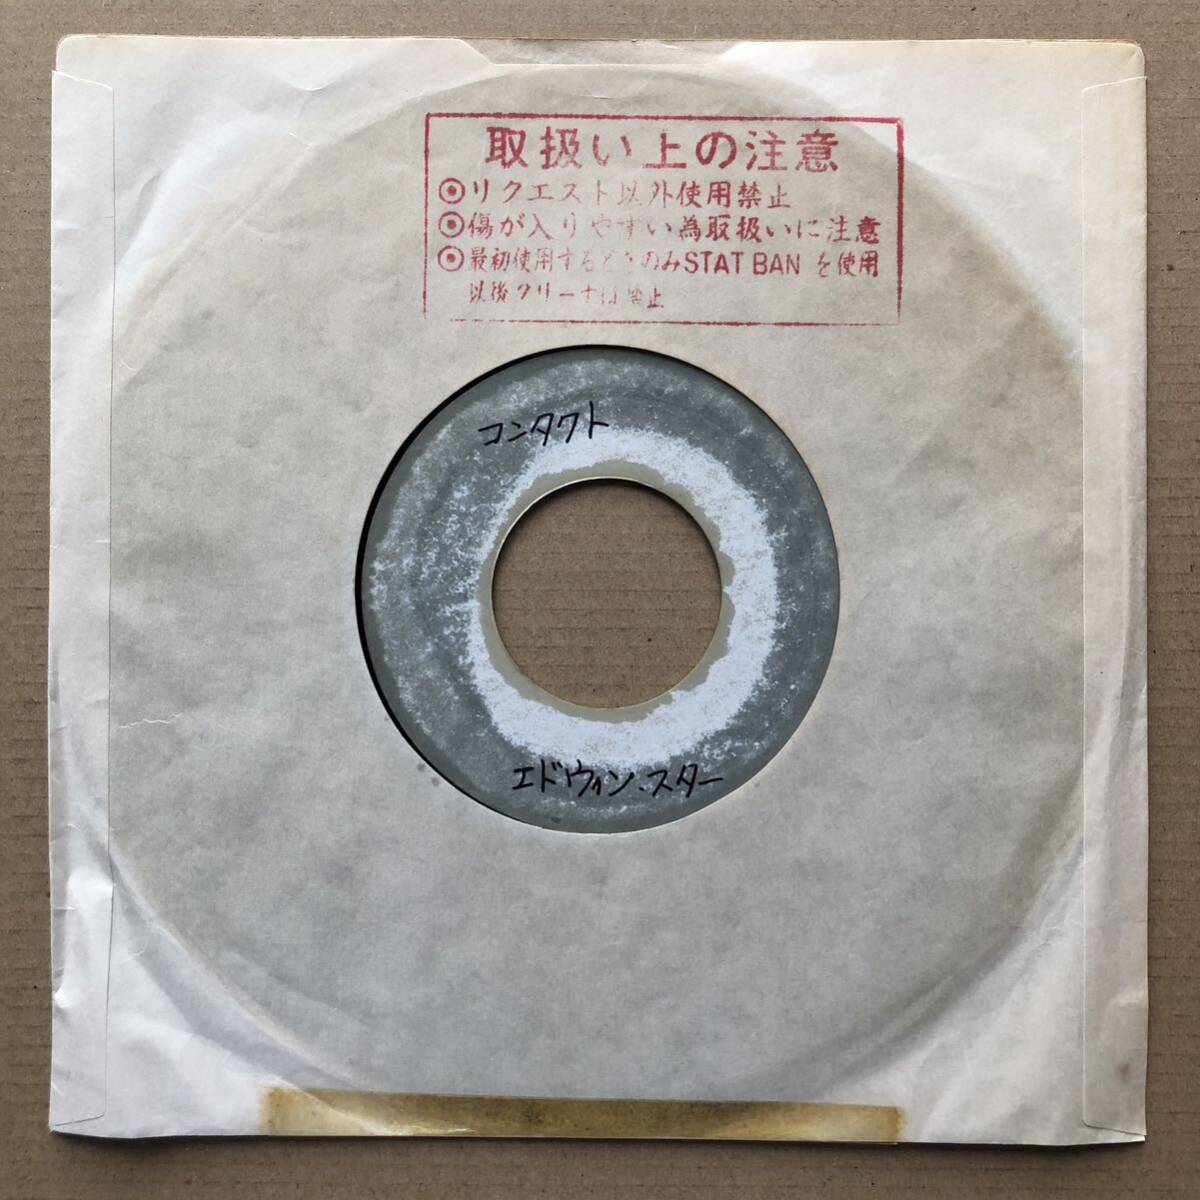 取扱い上の注意
◉リクエスト以外使用禁止
◉傷が入りやすい為取扱いに注意
◉最初使用するときのみSTAT BAN を使用
以後クリーナは禁止
コンタクト
エドウィン・スター